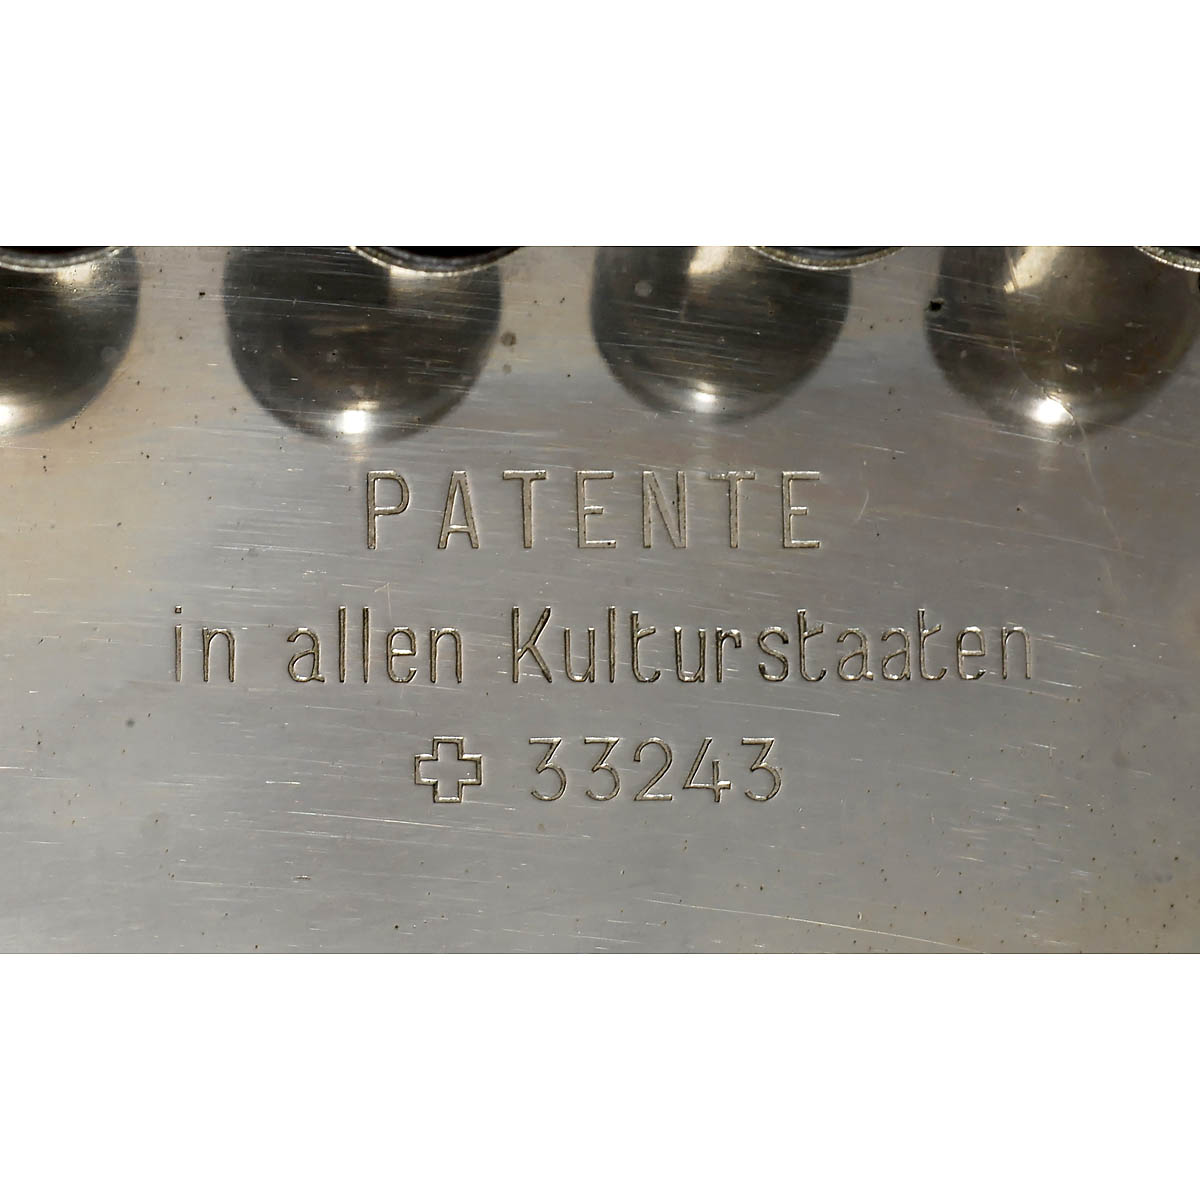 PATENTE
in allen Kulturstaaten
✚ 33243